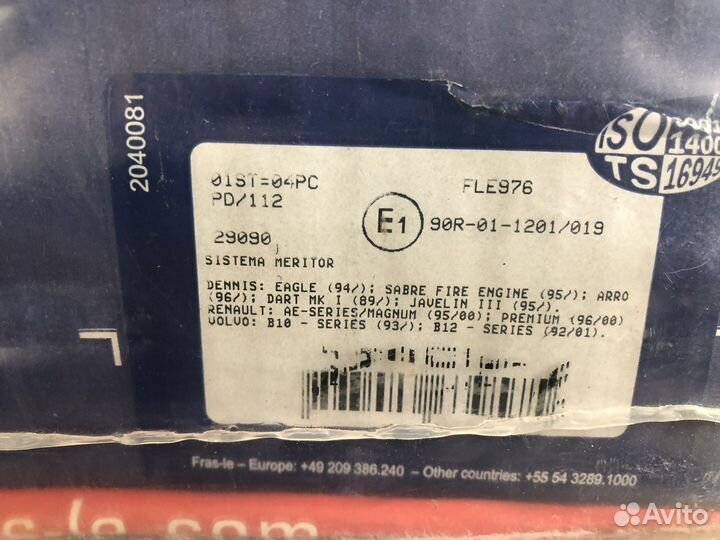 2040081
01ST=04PC
PD/112
FLE976
E1
90R-01-1201/019
29090
SISTEMA MERITOR
DENNIS: EAGLE (94/); SABRE FIRE ENGINE (95/); ARRO
(96/); DART MK I (89/); JAVELIN III (95/).
RENAULT: AE-SERIES/MAGNUM (95/00); PREMIUM (96/00)
VOLVO: B10 - SERIES (93/); B12 - SERIES (92/01).
ISO
1400
TS 16949
Fras-le – Europe: +49 209 386.240 – Other countries: +55 54 3289.1000
s-le.com
Avito